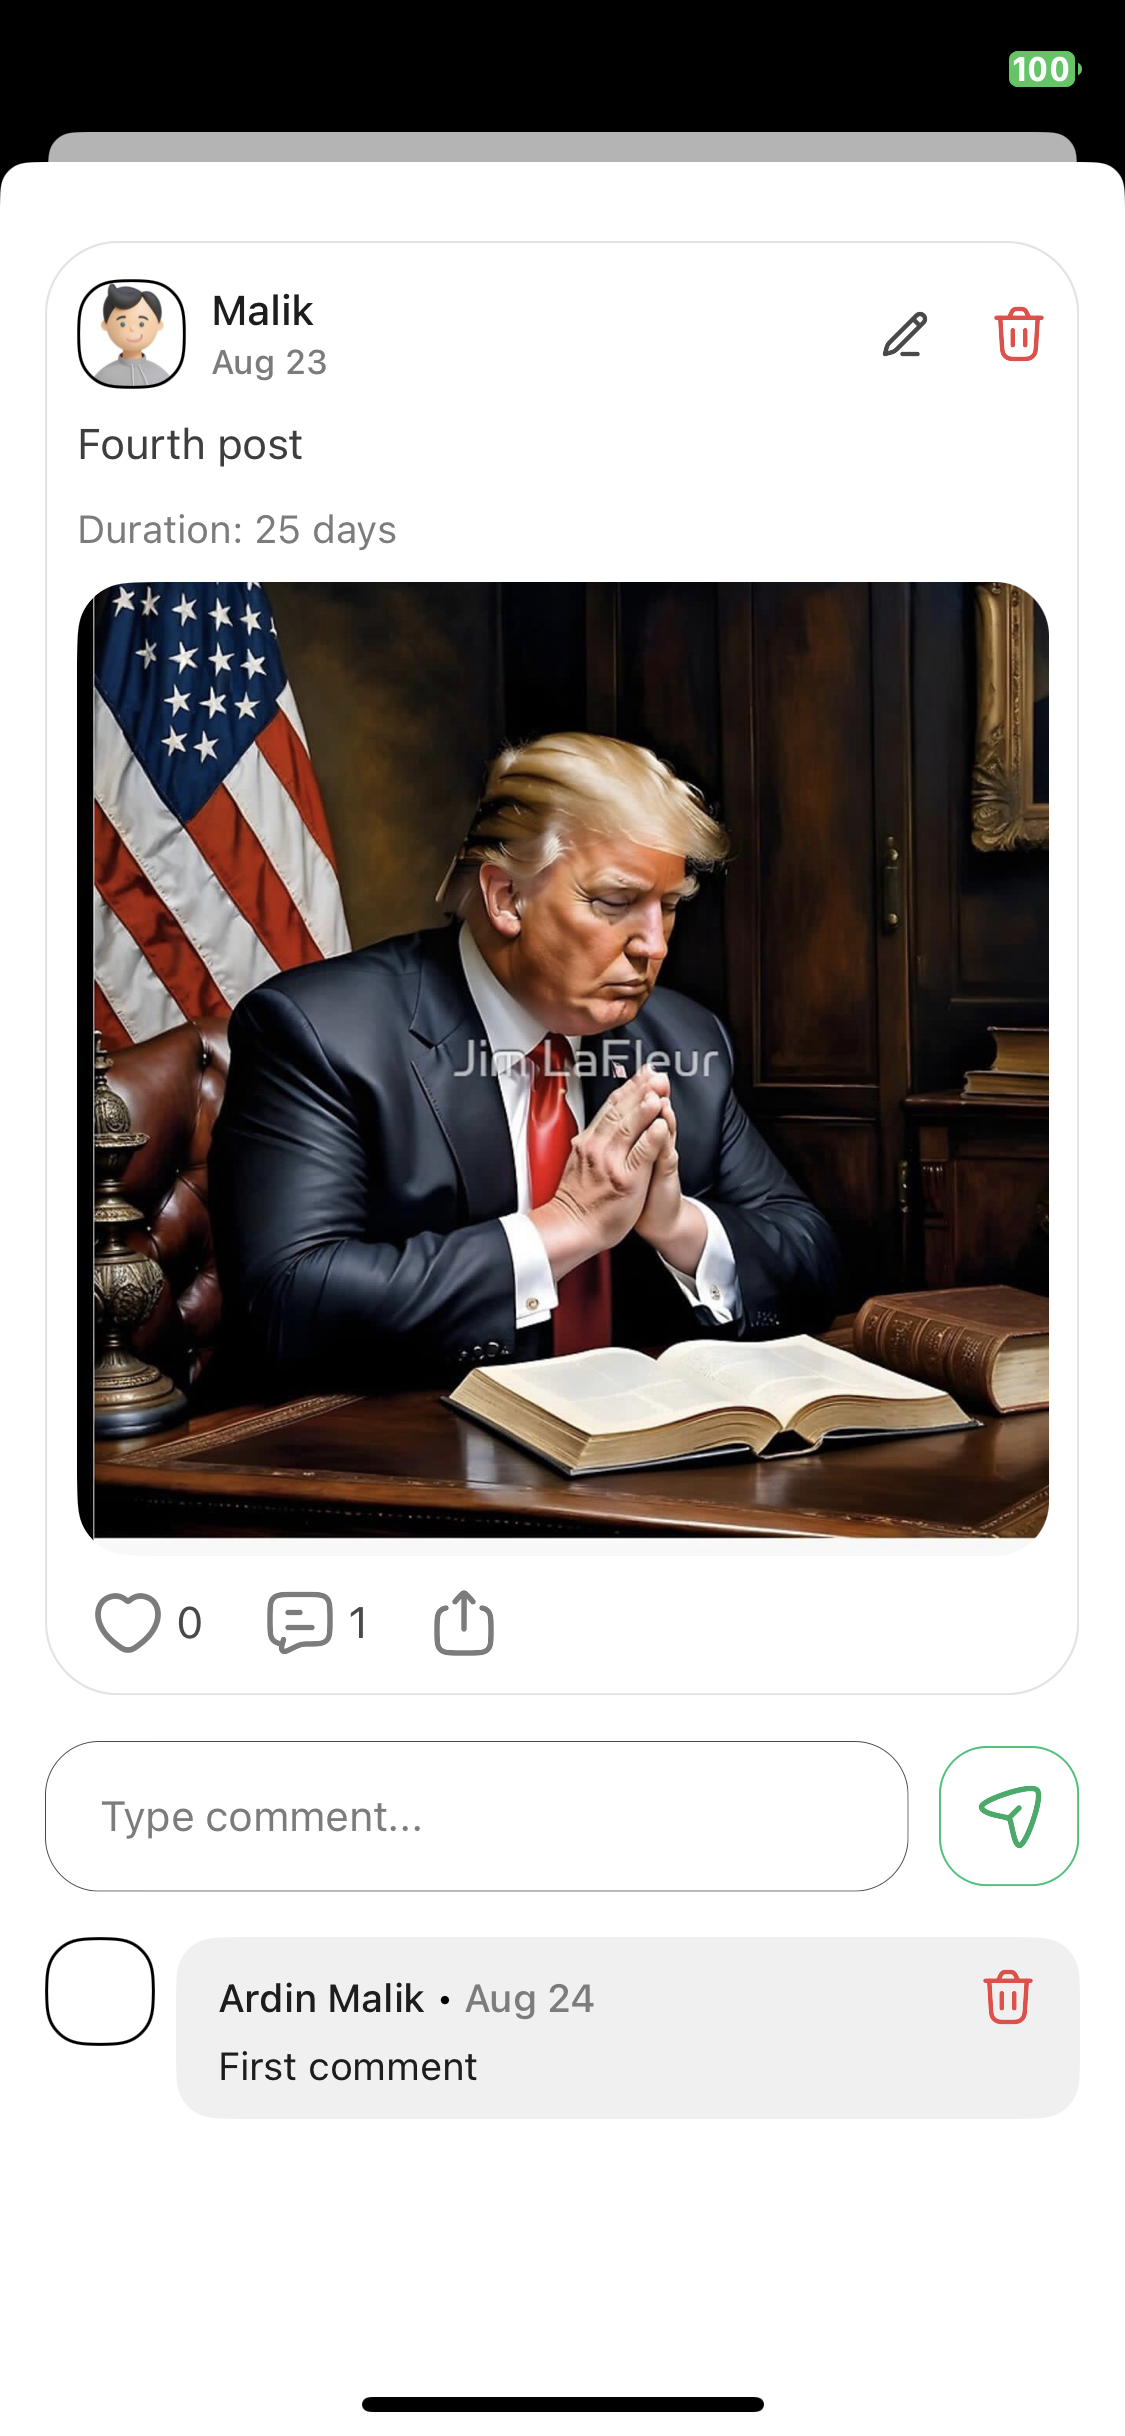 100
Malik
Aug 23
Fourth post
Duration: 25 days
Jim LaFleur
0
1
Type comment...
Ardin Malik • Aug 24
First comment